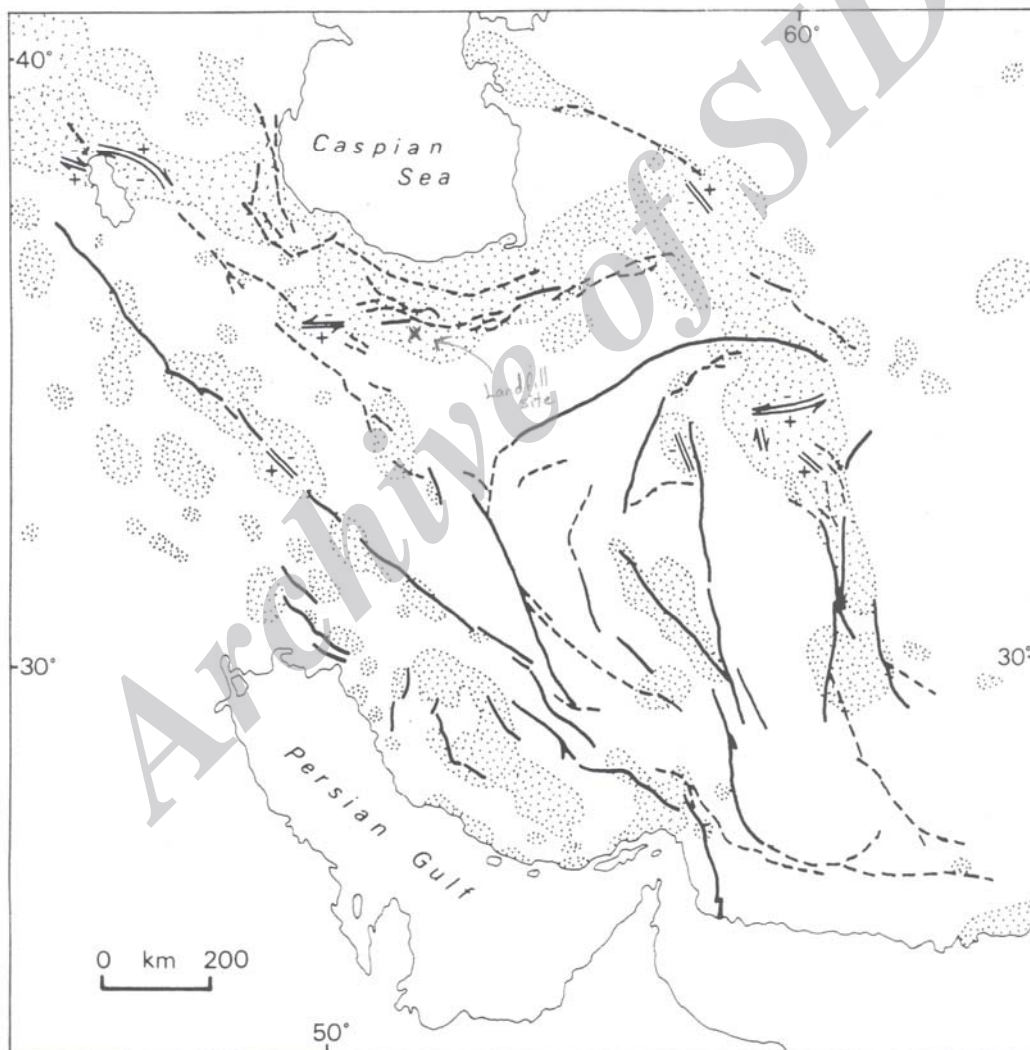 60°
40°
Caspian
Sea
Landfill
site
30°
30°
Persian Gulf
0 km 200
50°
Archive of SID